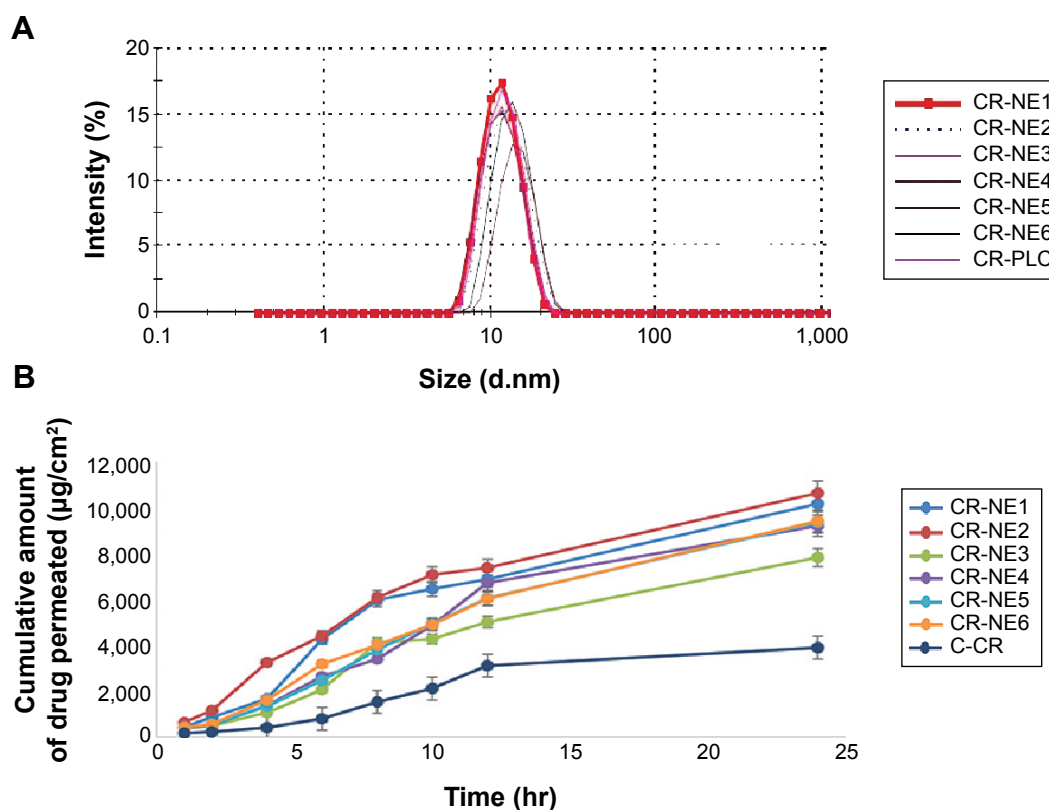 A
Intensity (%)
20
15
10
5
0
0.1
1
10
100
1,000
Size (d.nm)
CR-NE1
CR-NE2
CR-NE3
CR-NE4
CR-NE5
CR-NE6
CR-PLC
B
Cumulative amount
of drug permeated (µg/cm²)
12,000
10,000
8,000
6,000
4,000
2,000
0
0
5
10
15
20
25
Time (hr)
CR-NE1
CR-NE2
CR-NE3
CR-NE4
CR-NE5
CR-NE6
C-CR